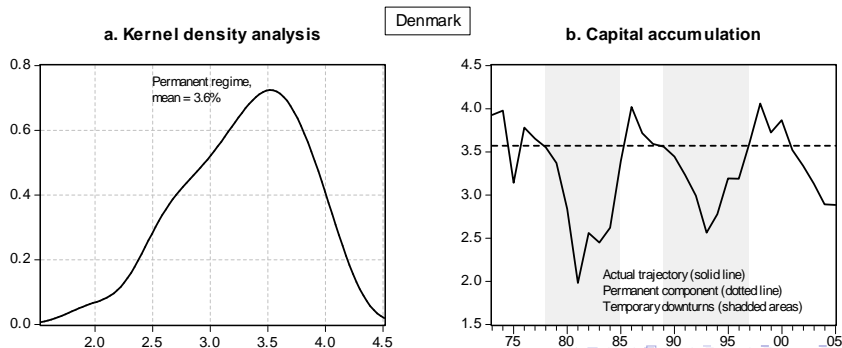 Denmark
a. Kernel density analysis
0.8
0.6
0.4
0.2
0.0
Permanent regime,
mean = 3.6%
2.0 2.5 3.0 3.5 4.0 4.5
b. Capital accumulation
4.5
4.0
3.5
3.0
2.5
2.0
1.5
Actual trajectory (solid line)
Permanent component (dotted line)
Temporary downturns (shadded areas)
75 80 85 90 95 00 05